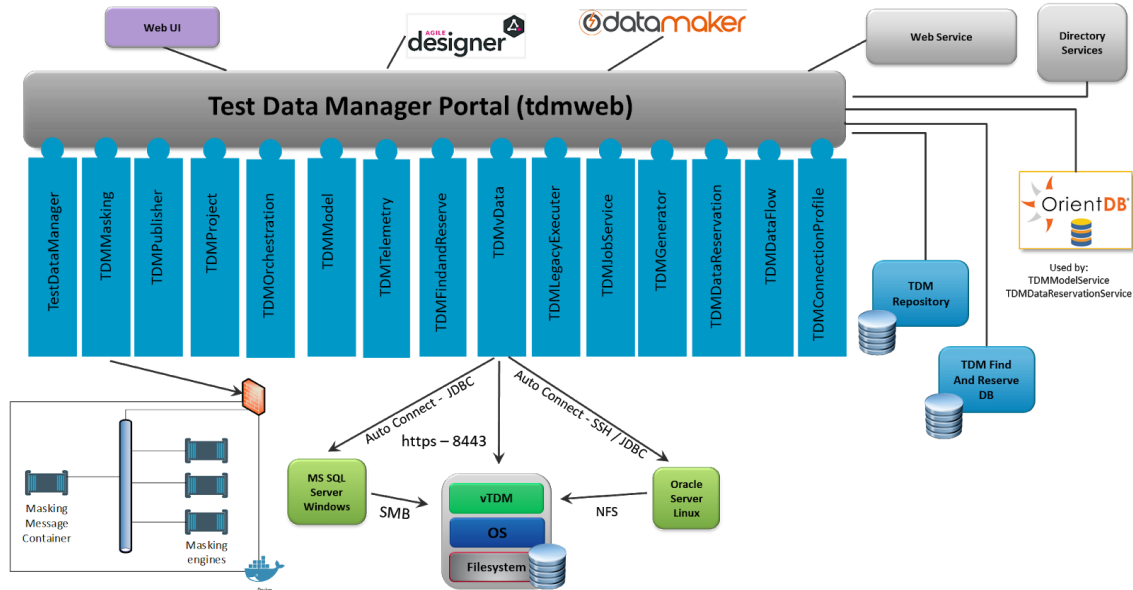 Web UI
AGILE
designer
datamaker
Web Service
Directory
Services
Test Data Manager Portal (tdmweb)
TestDataManager
TDMMasking
TDMPublisher
TDMProject
TDMOrchestration
TDMModel
TDMTelemetry
TDMFindandReserve
TDMvData
TDMLegacyExecuter
TDMJobService
TDMGenerator
TDMDataReservation
TDMDataFlow
TDMConnectionProfile
OrientDB®
Used by:
TDMModelService
TDMDataReservationService
TDM
Repository
TDM Find
And Reserve
DB
Auto Connect - JDBC
https – 8443
Auto Connect - SSH / JDBC
MS SQL
Server
Windows
SMB
vTDM
OS
Filesystem
NFS
Oracle
Server
Linux
Masking
Message
Container
Masking
engines